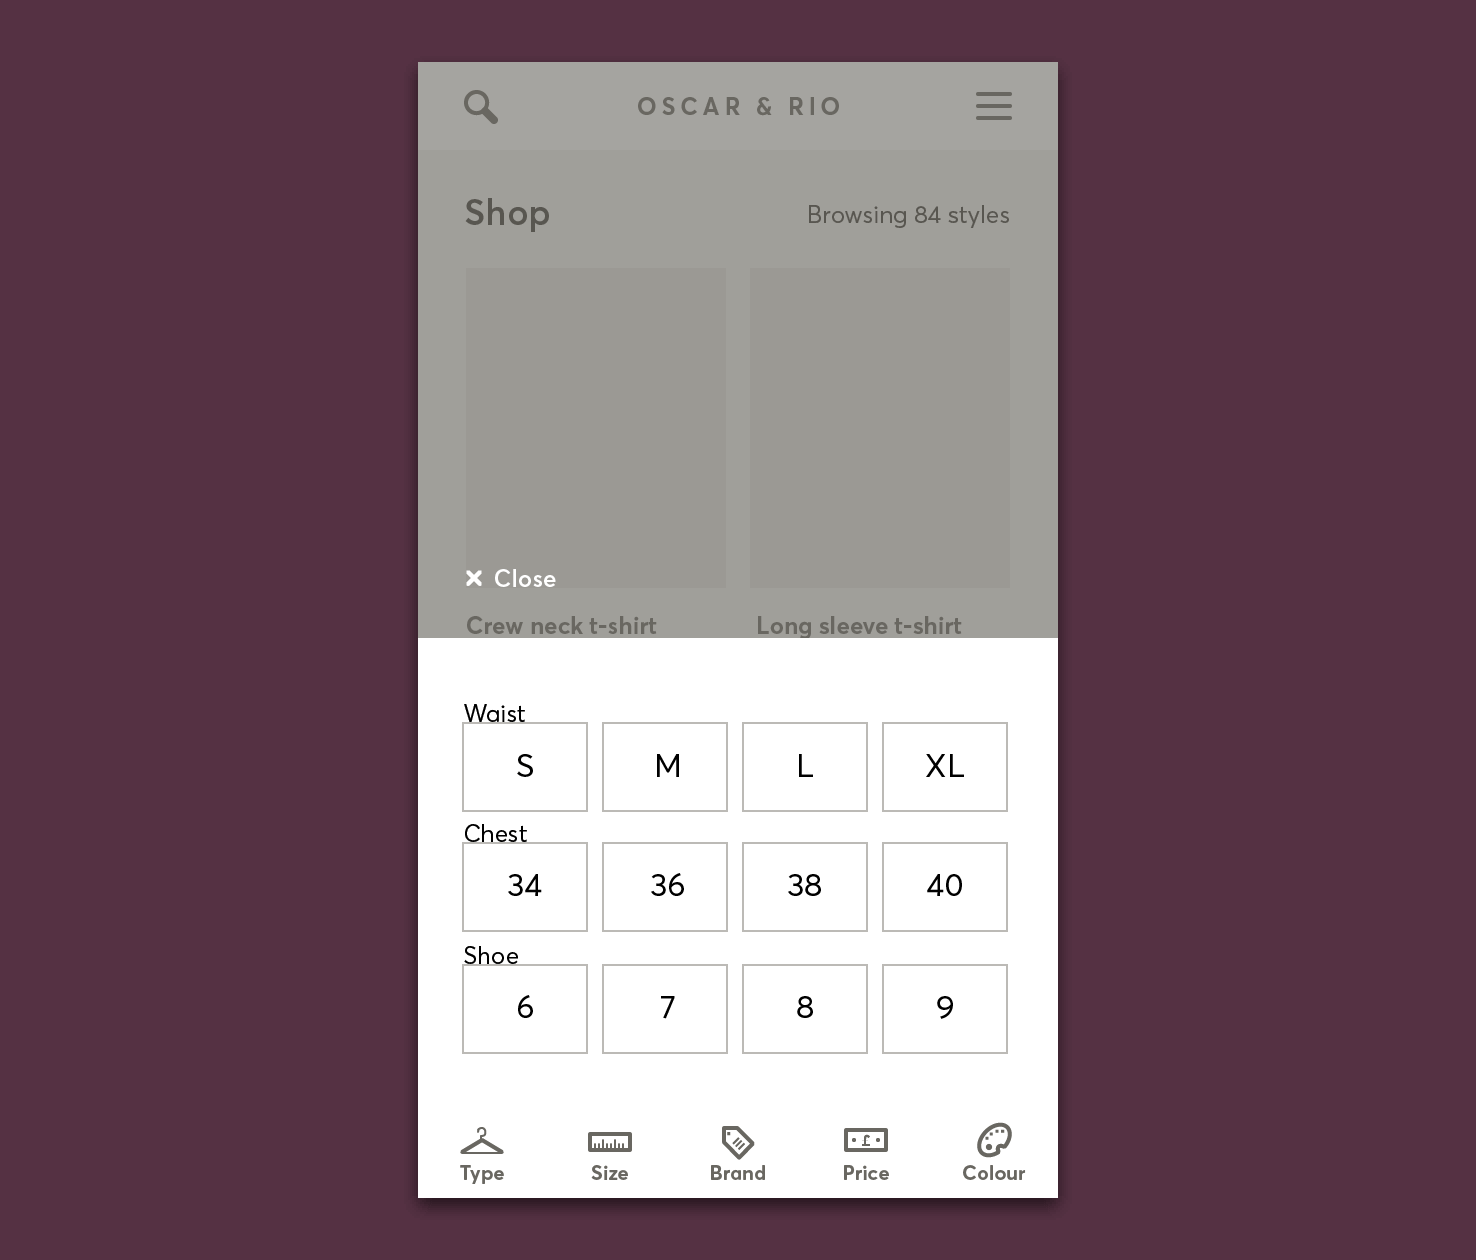 OSCAR & RIO
Shop
Browsing 84 styles
Close
Crew neck t-shirt
Long sleeve t-shirt
Waist
S M L XL
Chest
34 36 38 40
Shoe
6 7 8 9
Type Size Brand Price Colour